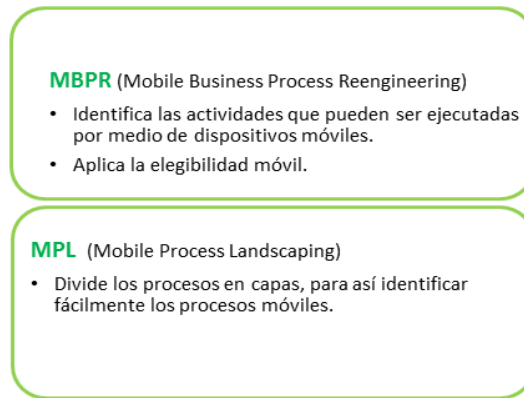 MBPR (Mobile Business Process Reengineering)
• Identifica las actividades que pueden ser ejecutadas
por medio de dispositivos móviles.
• Aplica la elegibilidad móvil.
MPL (Mobile Process Landscaping)
• Divide los procesos en capas, para así identificar
fácilmente los procesos móviles.